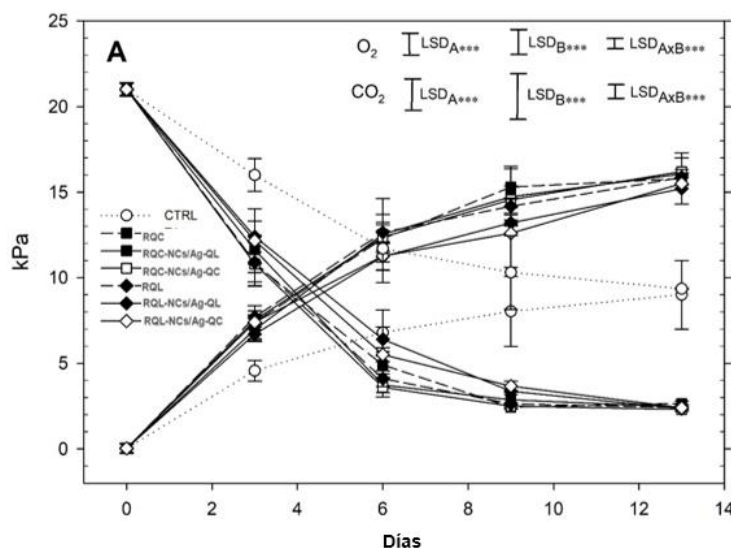 A
O2 LSDA*** LSDB*** LSDAxB***
CO2 LSDA*** LSDB*** LSDAxB***
25
20
15
10
5
0
kPa
CTRL
RQC
RQC-NCs/Ag-QL
RQC-NCs/Ag-QC
RQL
RQL-NCs/Ag-QL
RQL-NCs/Ag-QC
0 2 4 6 8 10 12 14
Días